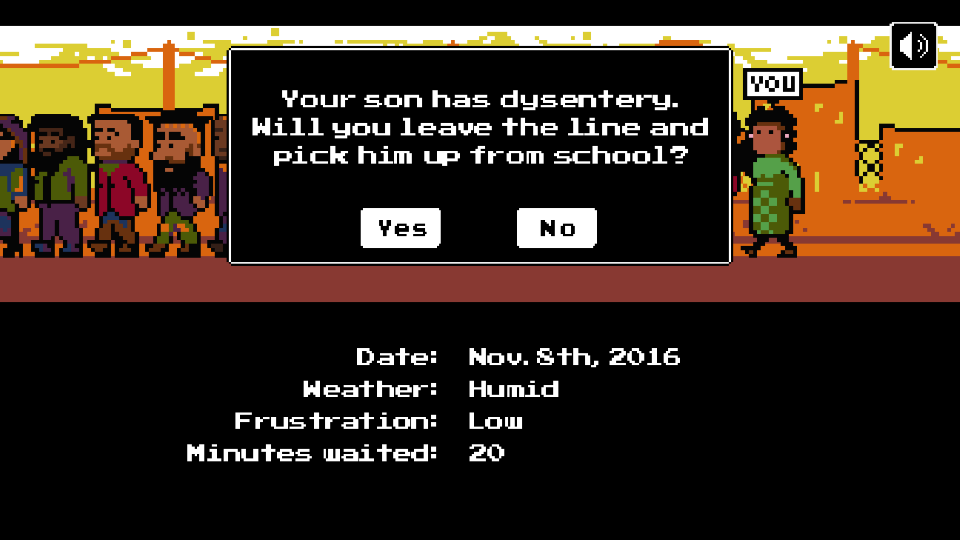 YOU
Your son has dysentery.
Will you leave the line and
pick him up from school?
Yes
No
Date: Nov. 8th, 2016
Weather: Humid
Frustration: Low
Minutes waited: 20